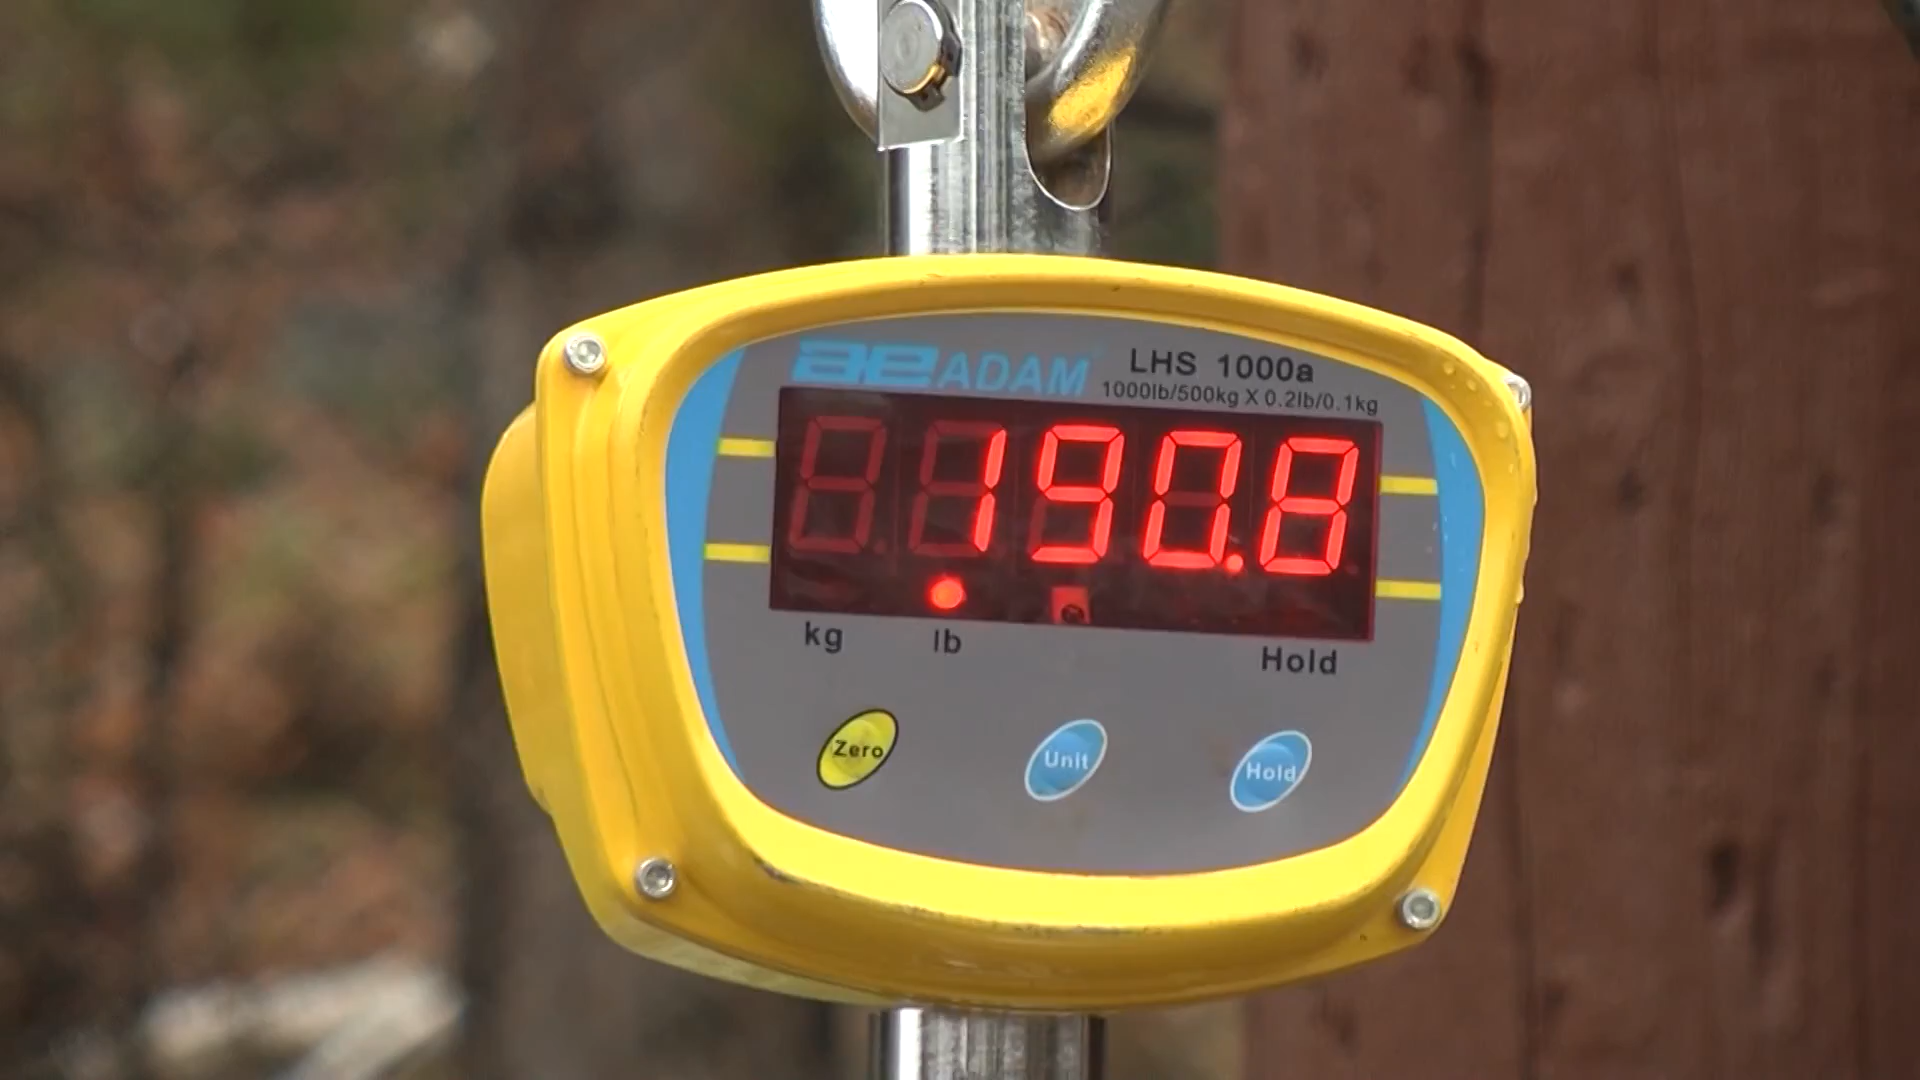 ae ADAM
LHS 1000a
1000lb/500kg X 0.2lb/0.1kg
190.8
kg lb Hold
Zero Unit Hold